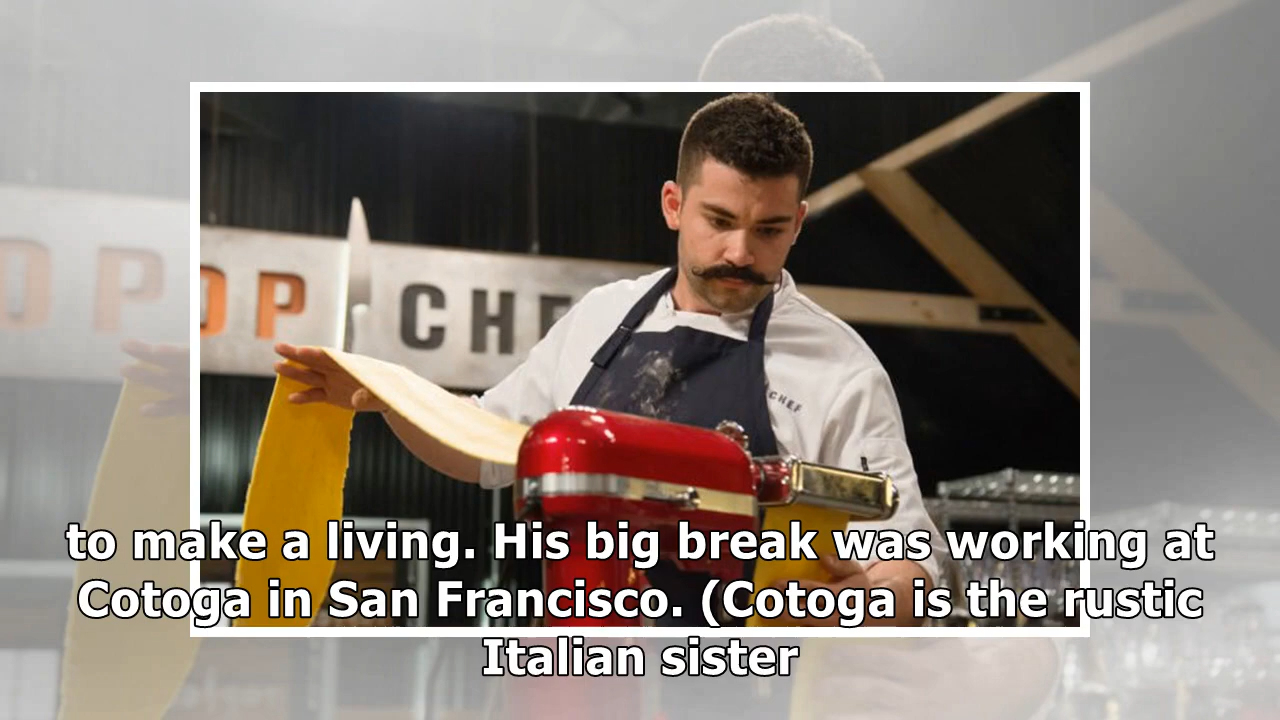 OP CHE
CHEF
to make a living. His big break was working at
Cotoga in San Francisco. (Cotoga is the rustic
Italian sister